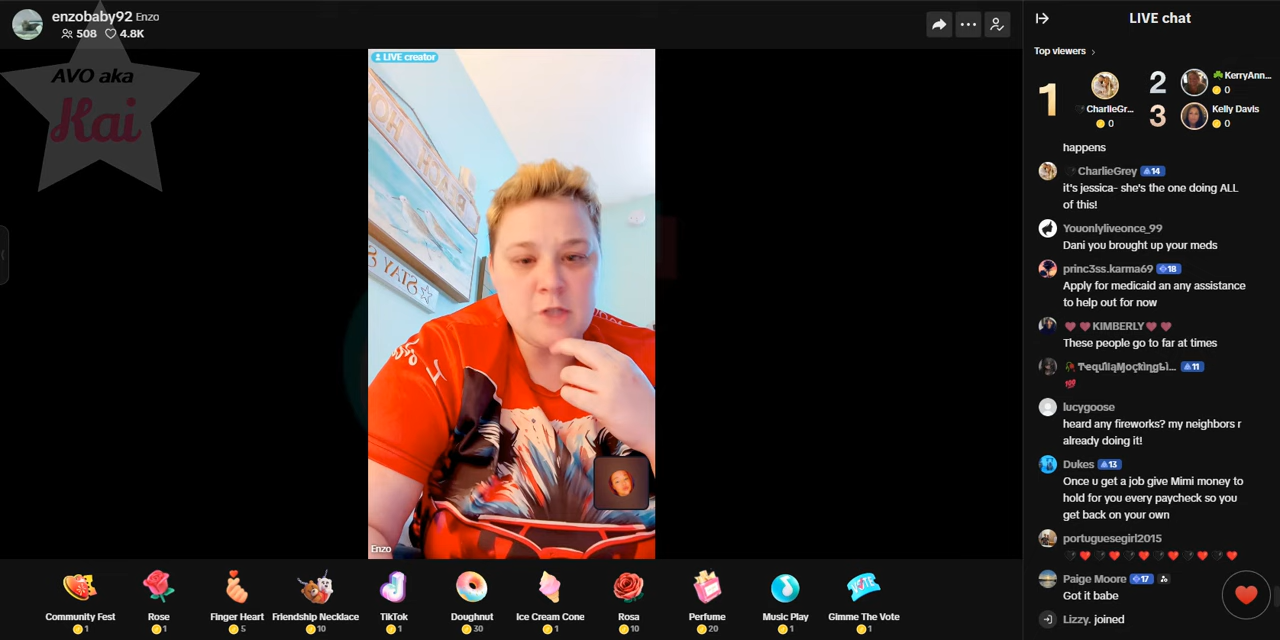 enzobaby92 Enzo
508 4.8K
AVO aka
Kai
LIVE creator
HOME
STAY
Enzo
Community Fest
1
Rose
1
Finger Heart
5
Friendship Necklace
10
TikTok
1
Doughnut
30
Ice Cream Cone
1
Rosa
10
Perfume
20
Music Play
1
Gimme The Vote
1
LIVE chat
Top viewers
1
CharlieGr...
0
2
KerryAnn...
0
3
Kelly Davis
0
happens
CharlieGrey 14
it's jessica- she's the one doing ALL
of this!
Youonlyliveonce_99
Dani you brought up your meds
princ3ss.karma69 18
Apply for medicaid an any assistance
to help out for now
KIMBERLY
These people go to far at times
11
💯
lucygoose
heard any fireworks? my neighbors r
already doing it!
Dukes 13
Once u get a job give Mimi money to
hold for you every paycheck so you
get back on your own
portuguesegirl2015
Paige Moore 17
Got it babe
Lizzy. joined